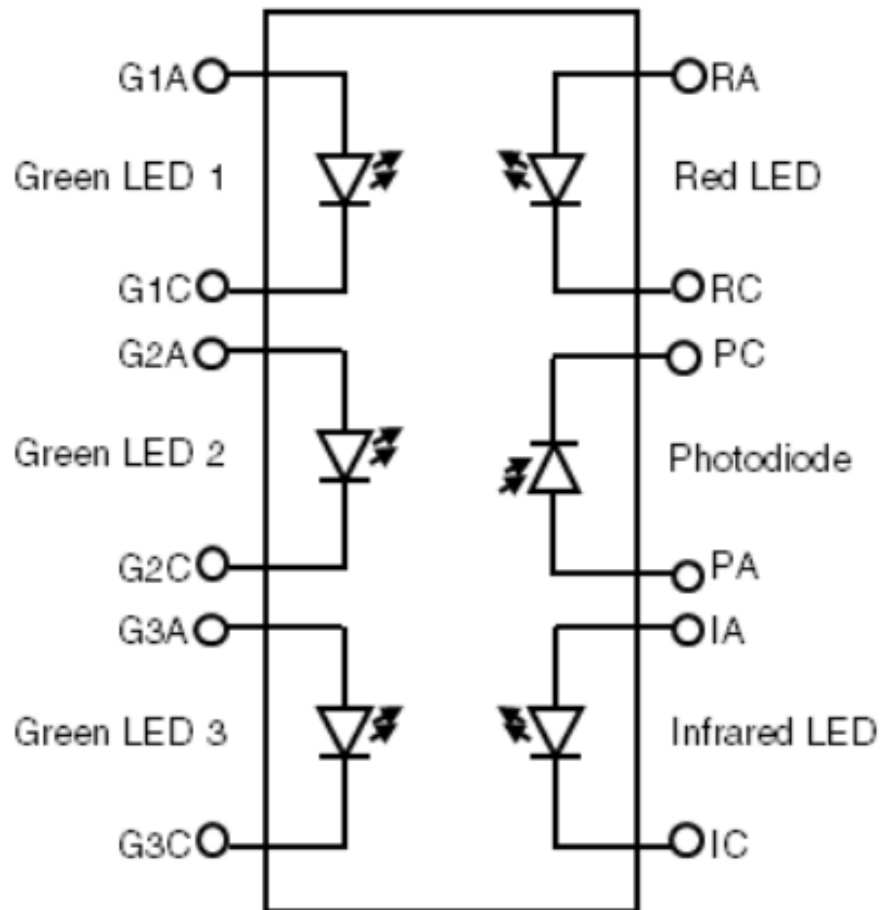 G1A
RA
Green LED 1
Red LED
G1C
RC
G2A
PC
Green LED 2
Photodiode
G2C
PA
G3A
IA
Green LED 3
Infrared LED
G3C
IC